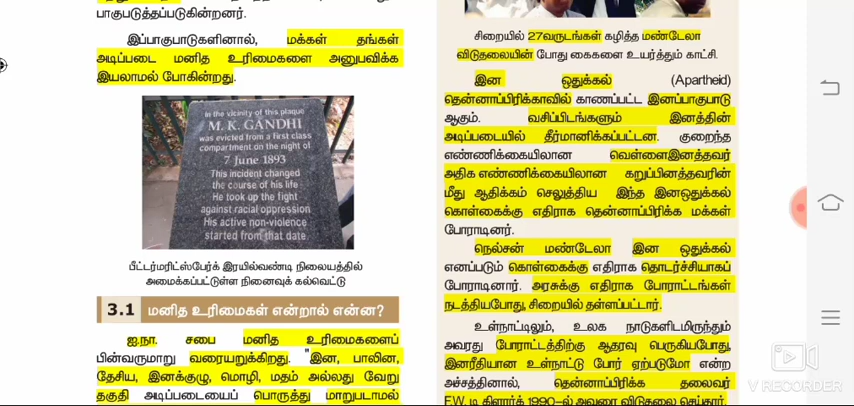 பாகுபடுத்தப்படுகின்றனர்.
இப்பாகுபாடுகளினால், மக்கள் தங்கள்
அடிப்படை மனித உரிமைகளை அனுபவிக்க
இயலாமல் போகின்றது.
In the vicinity of this plaque
M. K. GANDHI
was evicted from a first class
compartment on the night of
7 June 1893
This incident changed
the course of his life
He took up the fight
against racial oppression
His active non-violence
started from that date
பீட்டர்மரிட்ஸ்பேர்க் இரயில்வண்டி நிலையத்தில்
அமைக்கப்பட்டுள்ள நினைவுக் கல்வெட்டு
3.1 மனித உரிமைகள் என்றால் என்ன?
ஐ.நா. சபை மனித உரிமைகளைப்
பின்வருமாறு வரையறுக்கிறது. "இன, பாலின,
தேசிய, இனக்குழு, மொழி, மதம் அல்லது வேறு
தகுதி அடிப்படையைப் பொருத்து மாறுபடாமல்
சிறையில் 27வருடங்கள் கழித்த மண்டேலா
விடுதலையின் போது கைகளை உயர்த்தும் காட்சி.
இன ஒதுக்கல் (Apartheid)
தென்னாப்பிரிக்காவில் காணப்பட்ட இனப்பாகுபாடு
ஆகும். வசிப்பிடங்களும் இனத்தின்
அடிப்படையில் தீர்மானிக்கப்பட்டன. குறைந்த
எண்ணிக்கையிலான வெள்ளைஇனத்தவர்
அதிக எண்ணிக்கையிலான கறுப்பினத்தவரின்
மீது ஆதிக்கம் செலுத்திய இந்த இனஒதுக்கல்
கொள்கைக்கு எதிராக தென்னாப்பிரிக்க மக்கள்
போராடினர்.
நெல்சன் மண்டேலா இன ஒதுக்கல்
எனப்படும் கொள்கைக்கு எதிராக தொடர்ச்சியாகப்
போராடினார். அரசுக்கு எதிராக போராட்டங்கள்
நடத்தியபோது, சிறையில் தள்ளப்பட்டார்.
உள்நாட்டிலும், உலக நாடுகளிடமிருந்தும்
அவரது போராட்டத்திற்கு ஆதரவு பெருகியபோது,
இனரீதியான உள்நாட்டு போர் ஏற்படுமோ என்ற
அச்சத்தினால், தென்னாப்பிரிக்க தலைவர்
F.W. டி கிளார்க் 1990-ல் அவரை விடுதலை செய்தார்.
V RECORDER